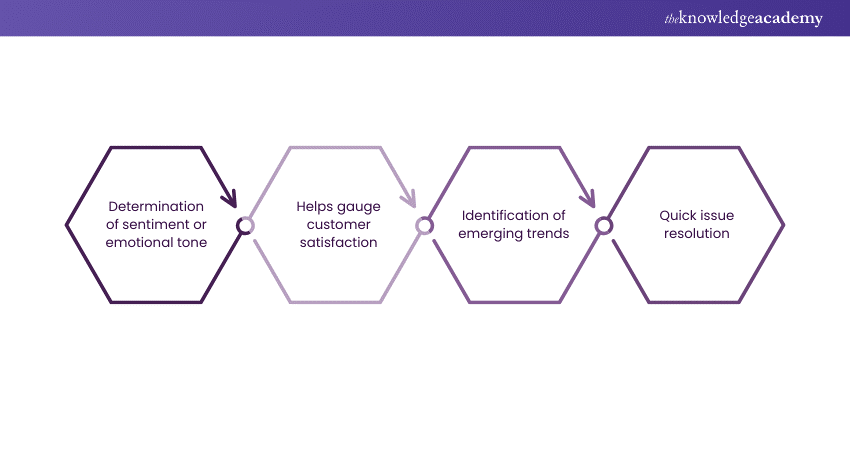 theknowledgeacademy
Determination
of sentiment or
emotional tone
Helps gauge
customer
satisfaction
Identification of
emerging trends
Quick issue
resolution